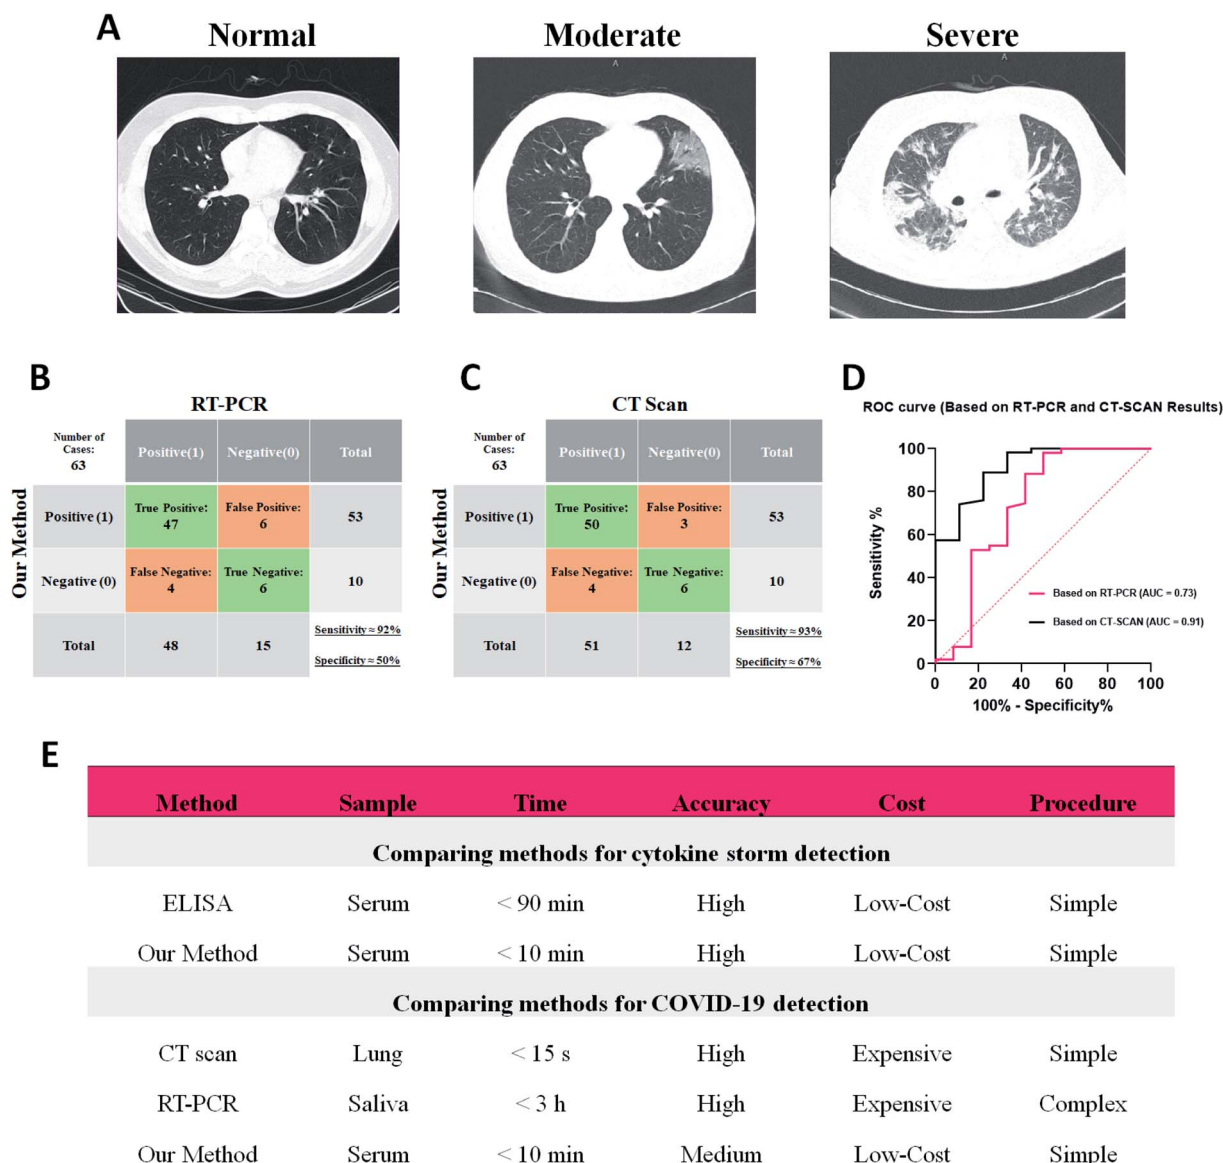 A
Normal
Moderate
Severe
A
A
B
RT-PCR
Number of
Cases:
63
Positive(1)
Negative(0)
Total
Our Method
Positive (1)
True Positive:
47
False Positive:
6
53
Negative (0)
False Negative:
4
True Negative:
6
10
Total
48
15
Sensitivity ≈ 92%
Specificity ≈ 50%
C
CT Scan
Number of
Cases:
63
Positive(1)
Negative(0)
Total
Our Method
Positive (1)
True Positive:
50
False Positive:
3
53
Negative (0)
False Negative:
4
True Negative:
6
10
Total
51
12
Sensitivity ≈ 93%
Specificity ≈ 67%
D
ROC curve (Based on RT-PCR and CT-SCAN Results)
Sensitivity %
100
80
60
40
20
0
Based on RT-PCR (AUC = 0.73)
Based on CT-SCAN (AUC = 0.91)
0 20 40 60 80 100
100% - Specificity%
E
Method Sample Time Accuracy Cost Procedure
Comparing methods for cytokine storm detection
ELISA Serum < 90 min High Low-Cost Simple
Our Method Serum < 10 min High Low-Cost Simple
Comparing methods for COVID-19 detection
CT scan Lung < 15 s High Expensive Simple
RT-PCR Saliva < 3 h High Expensive Complex
Our Method Serum < 10 min Medium Low-Cost Simple